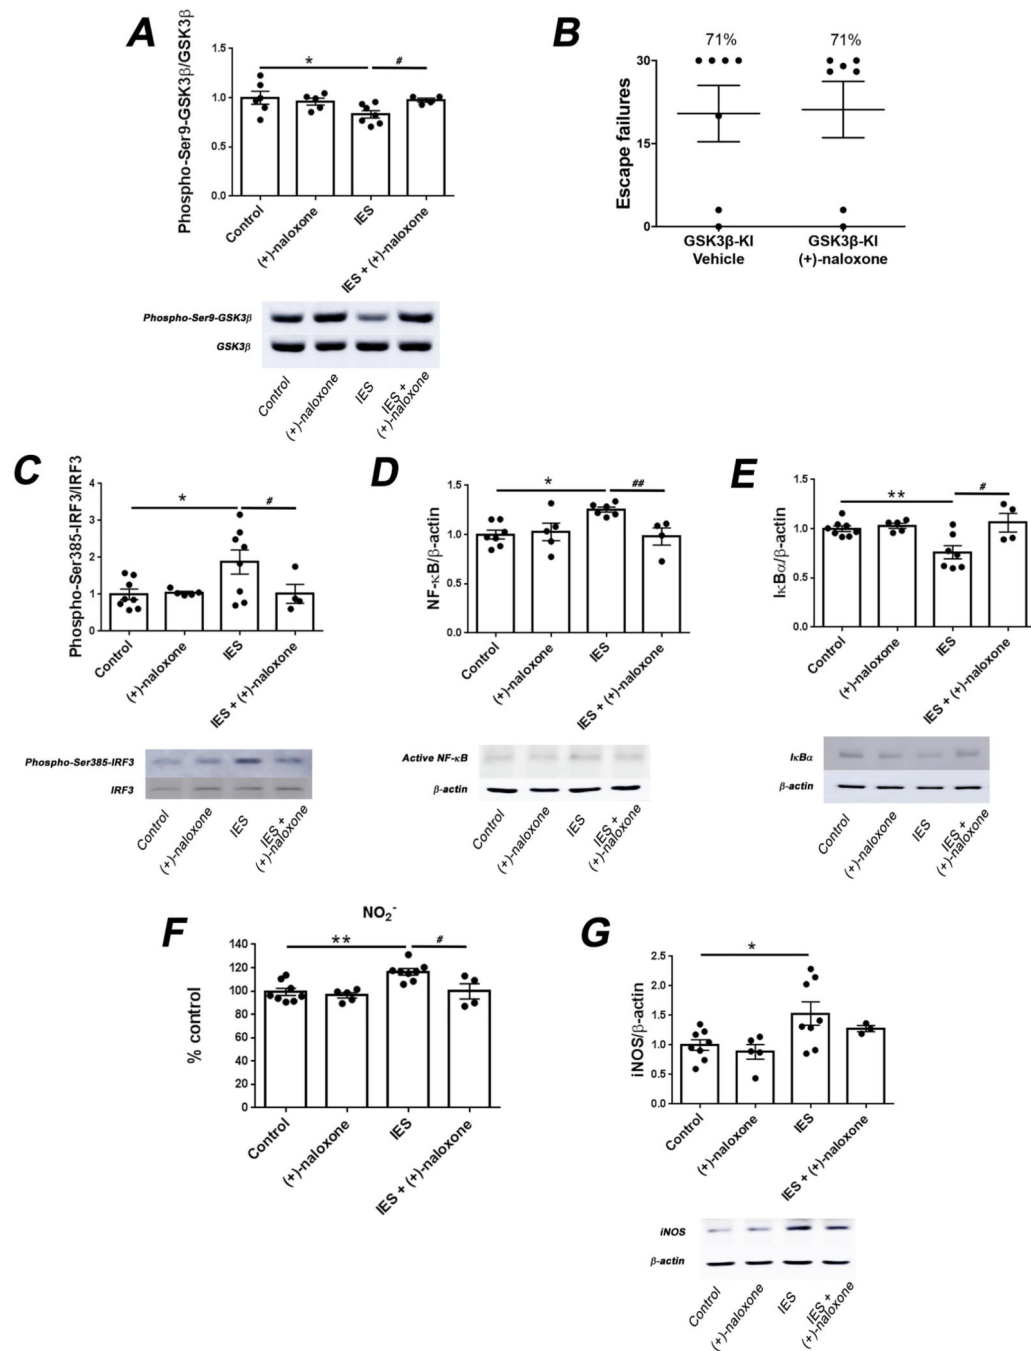 A
Phospho-Ser9-GSK3β/GSK3β
1.5
1.0
0.5
0.0
*
#
Control
(+)-naloxone
IES
IES + (+)-naloxone
Phospho-Ser9-GSK3β
GSK3β
Control
(+)-naloxone
IES
IES +
(+)-naloxone
B
Escape failures
30
15
0
71%
71%
GSK3β-KI
Vehicle
GSK3β-KI
(+)-naloxone
C
Phospho-Ser385-IRF3/IRF3
4
3
2
1
0
*
#
Control
(+)-naloxone
IES
IES + (+)-naloxone
Phospho-Ser385-IRF3
IRF3
Control
(+)-naloxone
IES
IES +
(+)-naloxone
D
NF-κB/β-actin
1.5
1.0
0.5
0.0
*
##
Control
(+)-naloxone
IES
IES + (+)-naloxone
Active NF-κB
β-actin
Control
(+)-naloxone
IES
IES +
(+)-naloxone
E
IκBα/β-actin
1.5
1.0
0.5
0.0
**
#
Control
(+)-naloxone
IES
IES + (+)-naloxone
IκBα
β-actin
Control
(+)-naloxone
IES
IES +
(+)-naloxone
F
NO₂⁻
% control
140
120
100
80
60
40
20
0
**
#
Control
(+)-naloxone
IES
IES + (+)-naloxone
G
iNOS/β-actin
2.5
2.0
1.5
1.0
0.5
0.0
*
Control
(+)-naloxone
IES
IES + (+)-naloxone
iNOS
β-actin
Control
(+)-naloxone
IES
IES +
(+)-naloxone